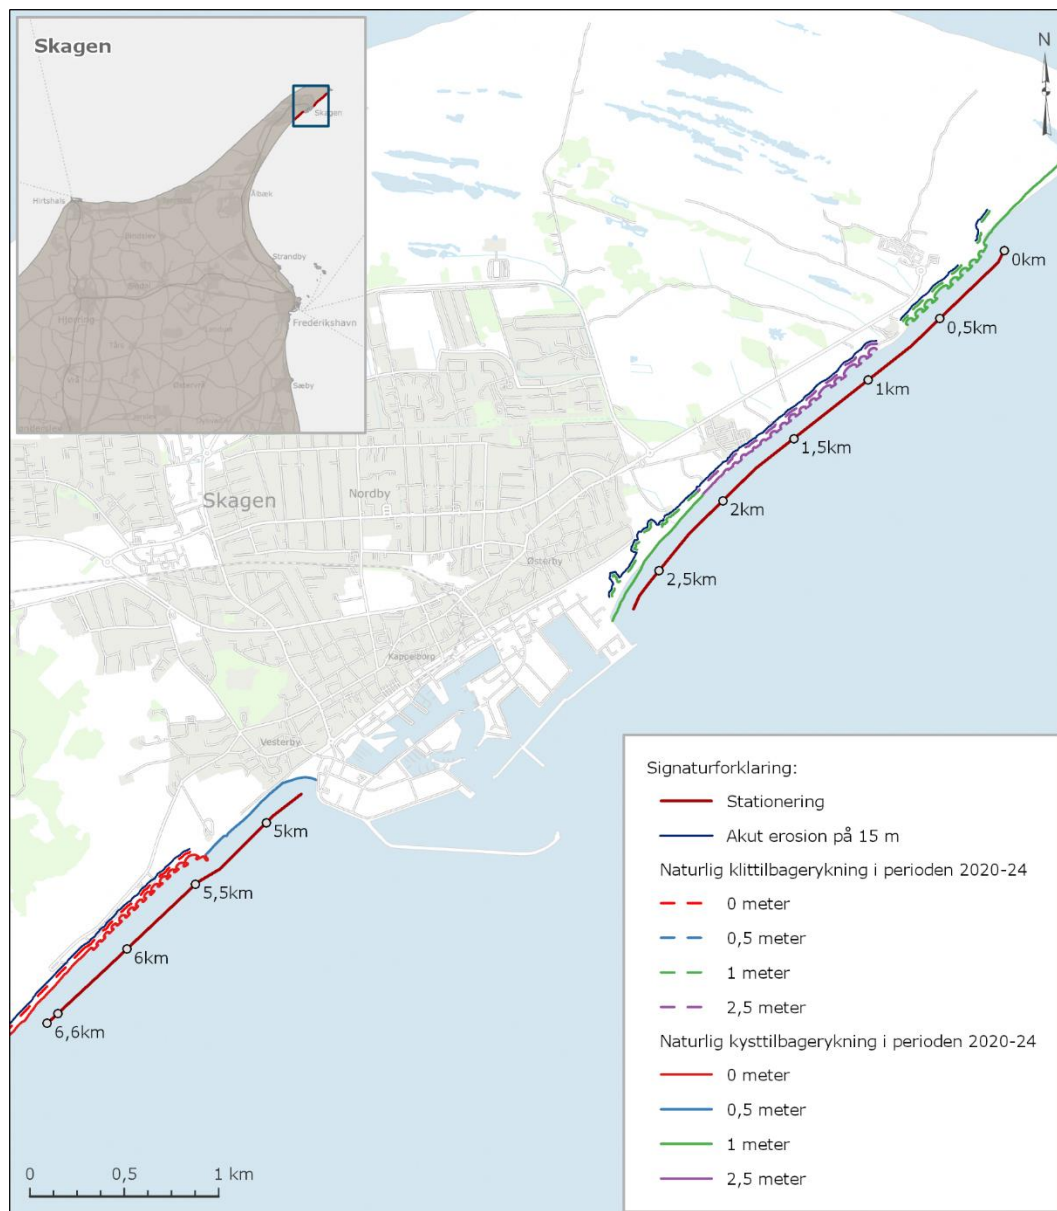 Skagen
Skagen
Hirtshals
Ålbæk
Strandby
Frederikshavn
Hjørring
Sæby
N
0km
0,5km
1km
1,5km
2km
2,5km
Skagen
Nordby
Østerby
Kappelborg
Vesterby
5km
5,5km
6km
6,6km
Signaturforklaring:
Stationering
Akut erosion på 15 m
Naturlig klittilbagerykning i perioden 2020-24
0 meter
0,5 meter
1 meter
2,5 meter
Naturlig kysttilbagerykning i perioden 2020-24
0 meter
0,5 meter
1 meter
2,5 meter
0 0,5 1 km